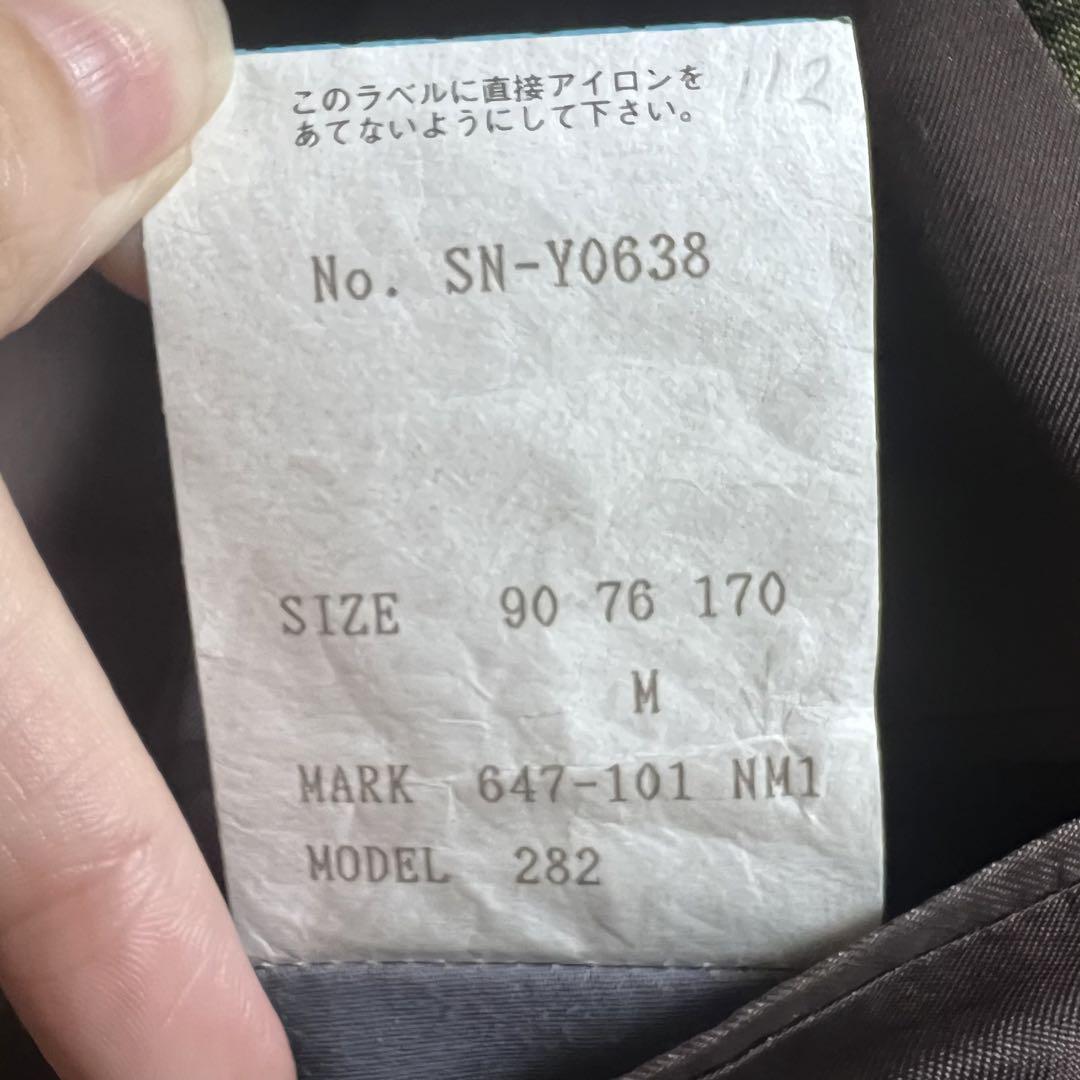 このラベルに直接アイロンを
あてないようにして下さい。
112
No. SN-Y0638
SIZE 90 76 170
M
MARK 647-101 NM1
MODEL 282